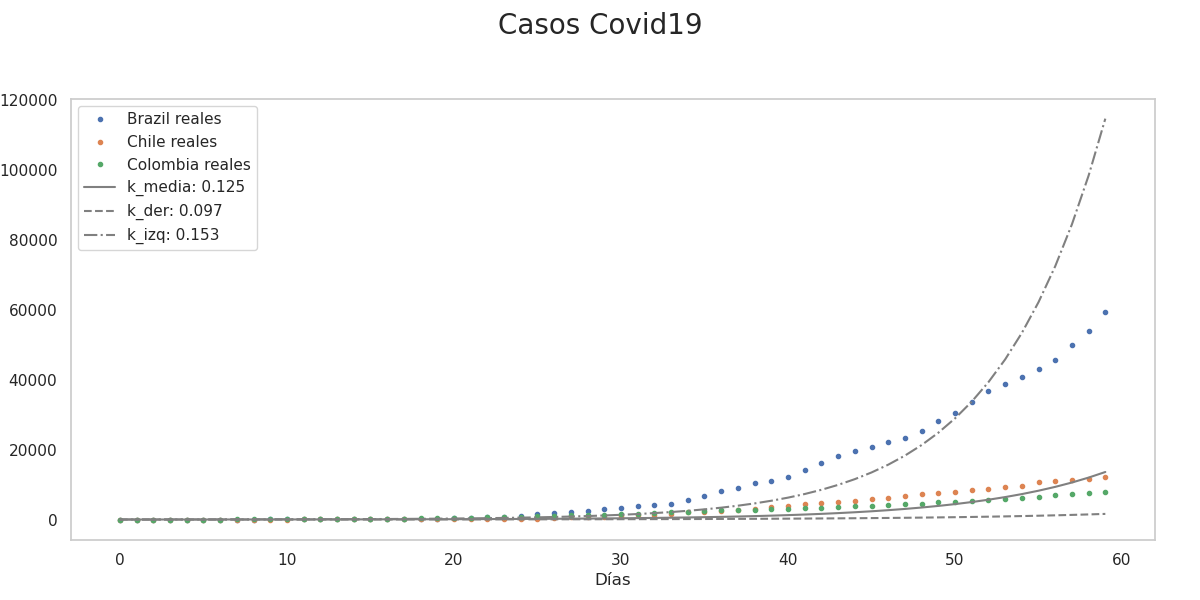 Casos Covid19
120000
100000
80000
60000
40000
20000
0
Brazil reales
Chile reales
Colombia reales
k_media: 0.125
k_der: 0.097
k_izq: 0.153
0 10 20 30 40 50 60
Días